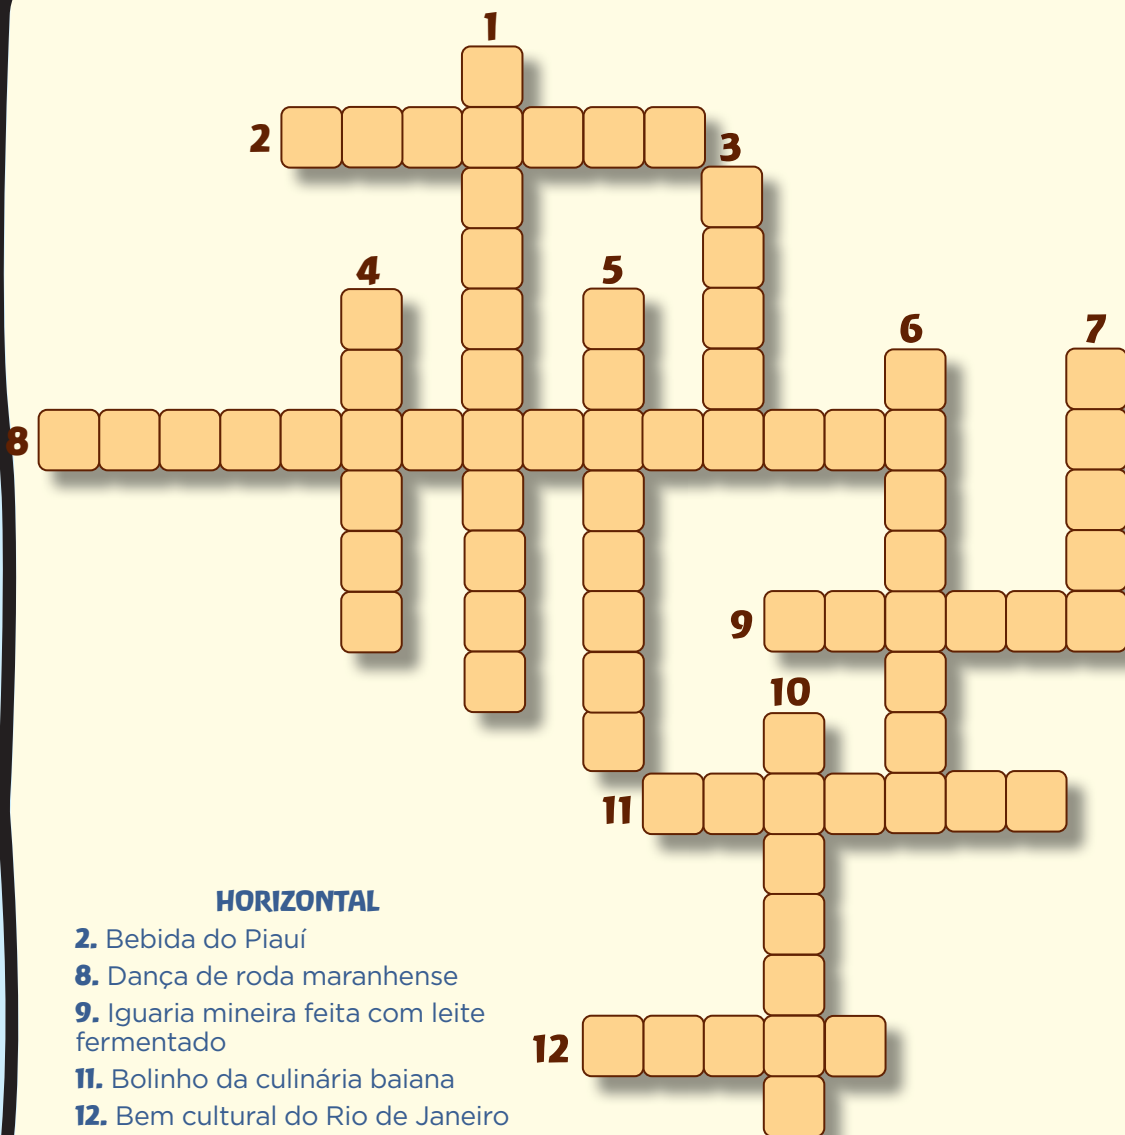 1
2
3
4
5
6
7
8
9
10
11
12
HORIZONTAL
2. Bebida do Piauí
8. Dança de roda maranhense
9. Iguaria mineira feita com leite
fermentado
11. Bolinho da culinária baiana
12. Bem cultural do Rio de Janeiro